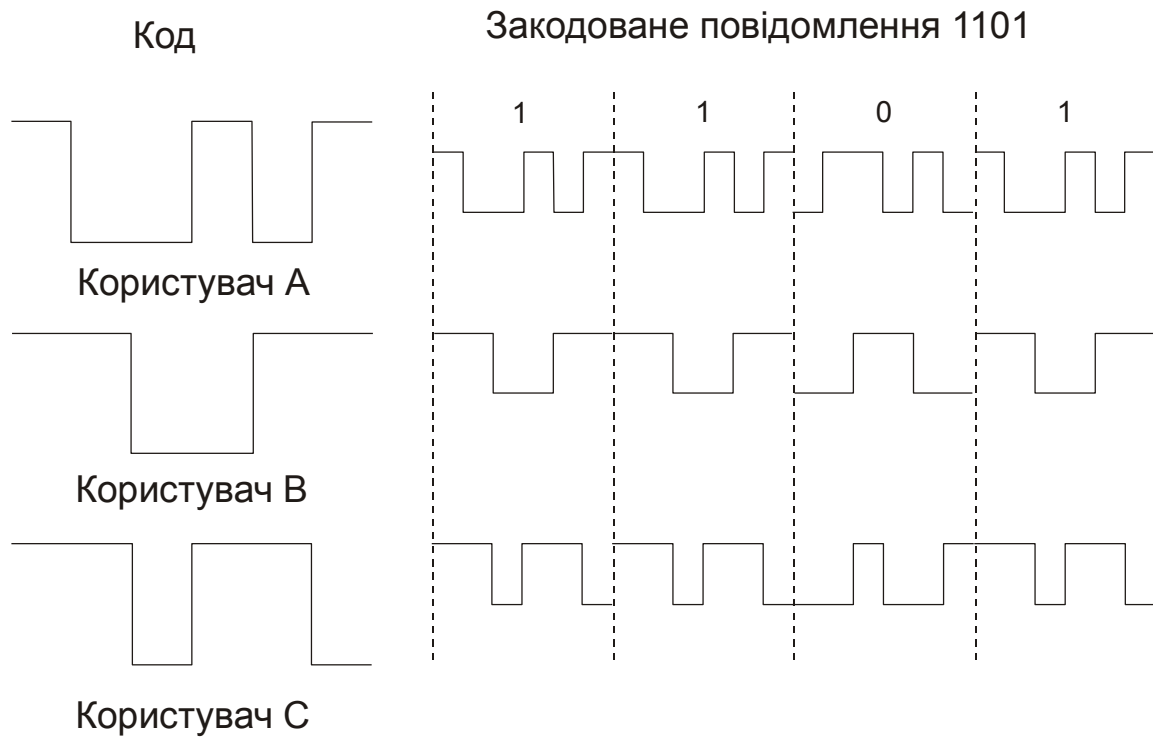 Код
Закодоване повідомлення 1101
1 1 0 1
Користувач А
Користувач В
Користувач С